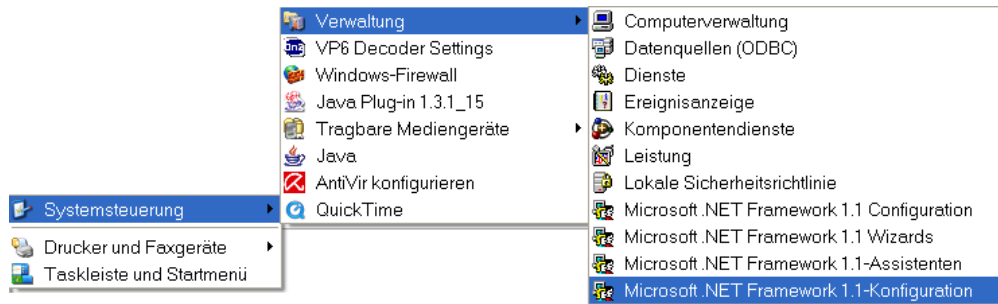 Systemsteuerung
Drucker und Faxgeräte
Taskleiste und Startmenü
Verwaltung
VP6 Decoder Settings
Windows-Firewall
Java Plug-in 1.3.1_15
Tragbare Mediengeräte
Java
AntiVir konfigurieren
QuickTime
Computerverwaltung
Datenquellen (ODBC)
Dienste
Ereignisanzeige
Komponentendienste
Leistung
Lokale Sicherheitsrichtlinie
Microsoft .NET Framework 1.1 Configuration
Microsoft .NET Framework 1.1 Wizards
Microsoft .NET Framework 1.1-Assistenten
Microsoft .NET Framework 1.1-Konfiguration